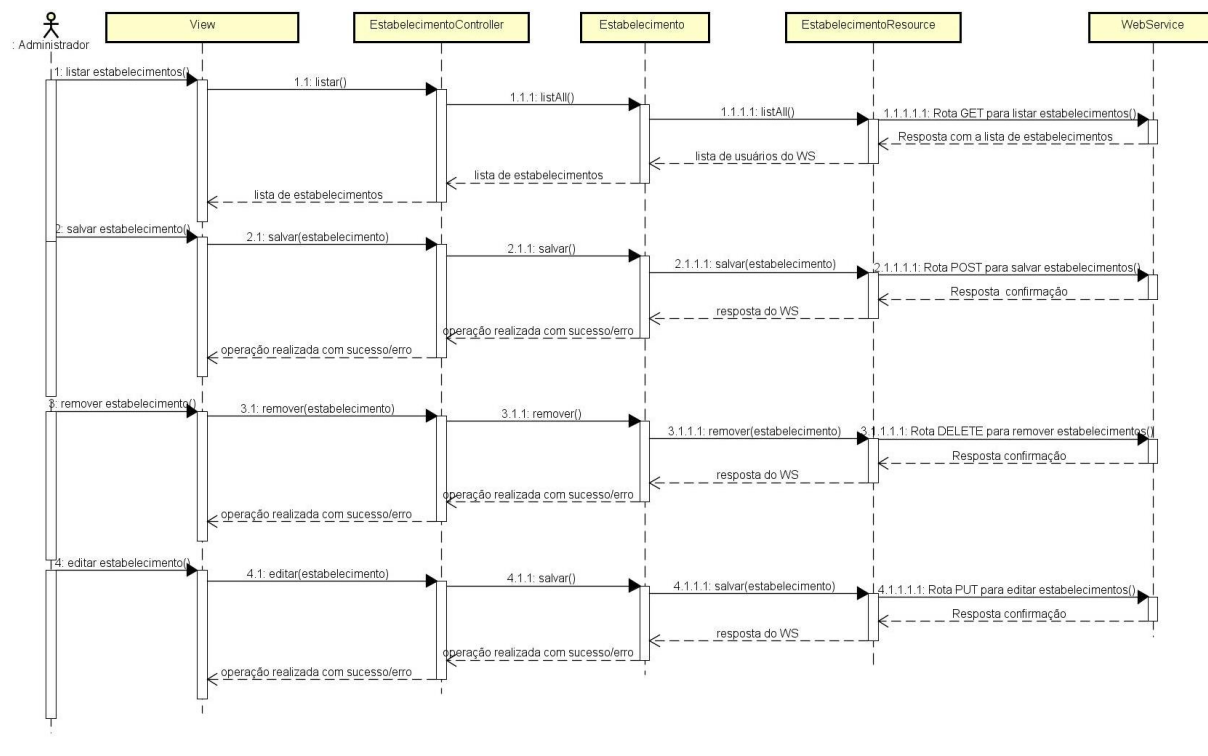 : Administrador
View
EstabelecimentoController
Estabelecimento
EstabelecimentoResource
WebService
1: listar estabelecimentos()
1.1: listar()
1.1.1: listAll()
1.1.1.1: listAll()
1.1.1.1.1: Rota GET para listar estabelecimentos()
Resposta com a lista de estabelecimentos
lista de usuários do WS
lista de estabelecimentos
lista de estabelecimentos
2: salvar estabelecimento()
2.1: salvar(estabelecimento)
2.1.1: salvar()
2.1.1.1: salvar(estabelecimento)
2.1.1.1.1: Rota POST para salvar estabelecimentos()
Resposta confirmação
resposta do WS
operação realizada com sucesso/erro
operação realizada com sucesso/erro
3: remover estabelecimento()
3.1: remover(estabelecimento)
3.1.1: remover()
3.1.1.1: remover(estabelecimento)
3.1.1.1.1: Rota DELETE para remover estabelecimentos()
Resposta confirmação
resposta do WS
operação realizada com sucesso/erro
operação realizada com sucesso/erro
4: editar estabelecimento()
4.1: editar(estabelecimento)
4.1.1: salvar()
4.1.1.1: salvar(estabelecimento)
4.1.1.1.1: Rota PUT para editar estabelecimentos()
Resposta confirmação
resposta do WS
operação realizada com sucesso/erro
operação realizada com sucesso/erro